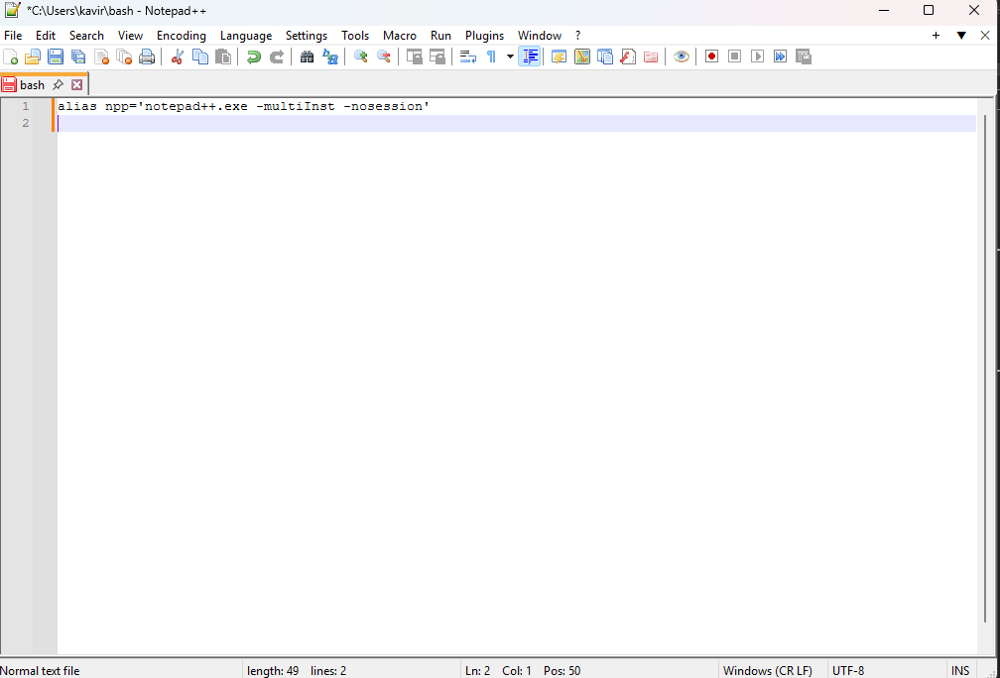 *C:\Users\kavir\bash - Notepad++
File Edit Search View Encoding Language Settings Tools Macro Run Plugins Window ?
+ ▼ ✕
bash
1 alias npp='notepad++.exe -multiInst -nosession'
2
Normal text file length: 49 lines: 2 Ln: 2 Col: 1 Pos: 50 Windows (CR LF) UTF-8 INS